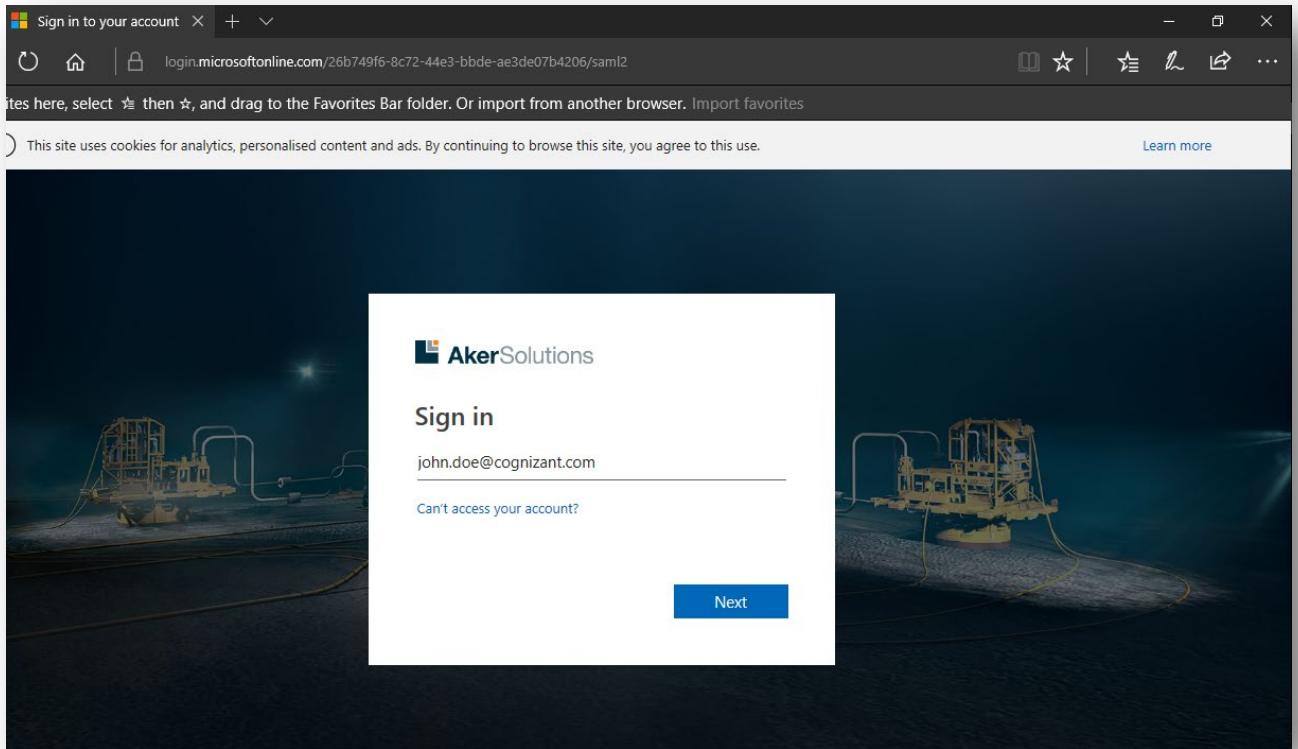 Sign in to your account
login.microsoftonline.com/26b749f6-8c72-44e3-bbde-ae3de07b4206/saml2
ites here, select then , and drag to the Favorites Bar folder. Or import from another browser. Import favorites
This site uses cookies for analytics, personalised content and ads. By continuing to browse this site, you agree to this use. Learn more
AkerSolutions
Sign in
john.doe@cognizant.com
Can't access your account?
Next